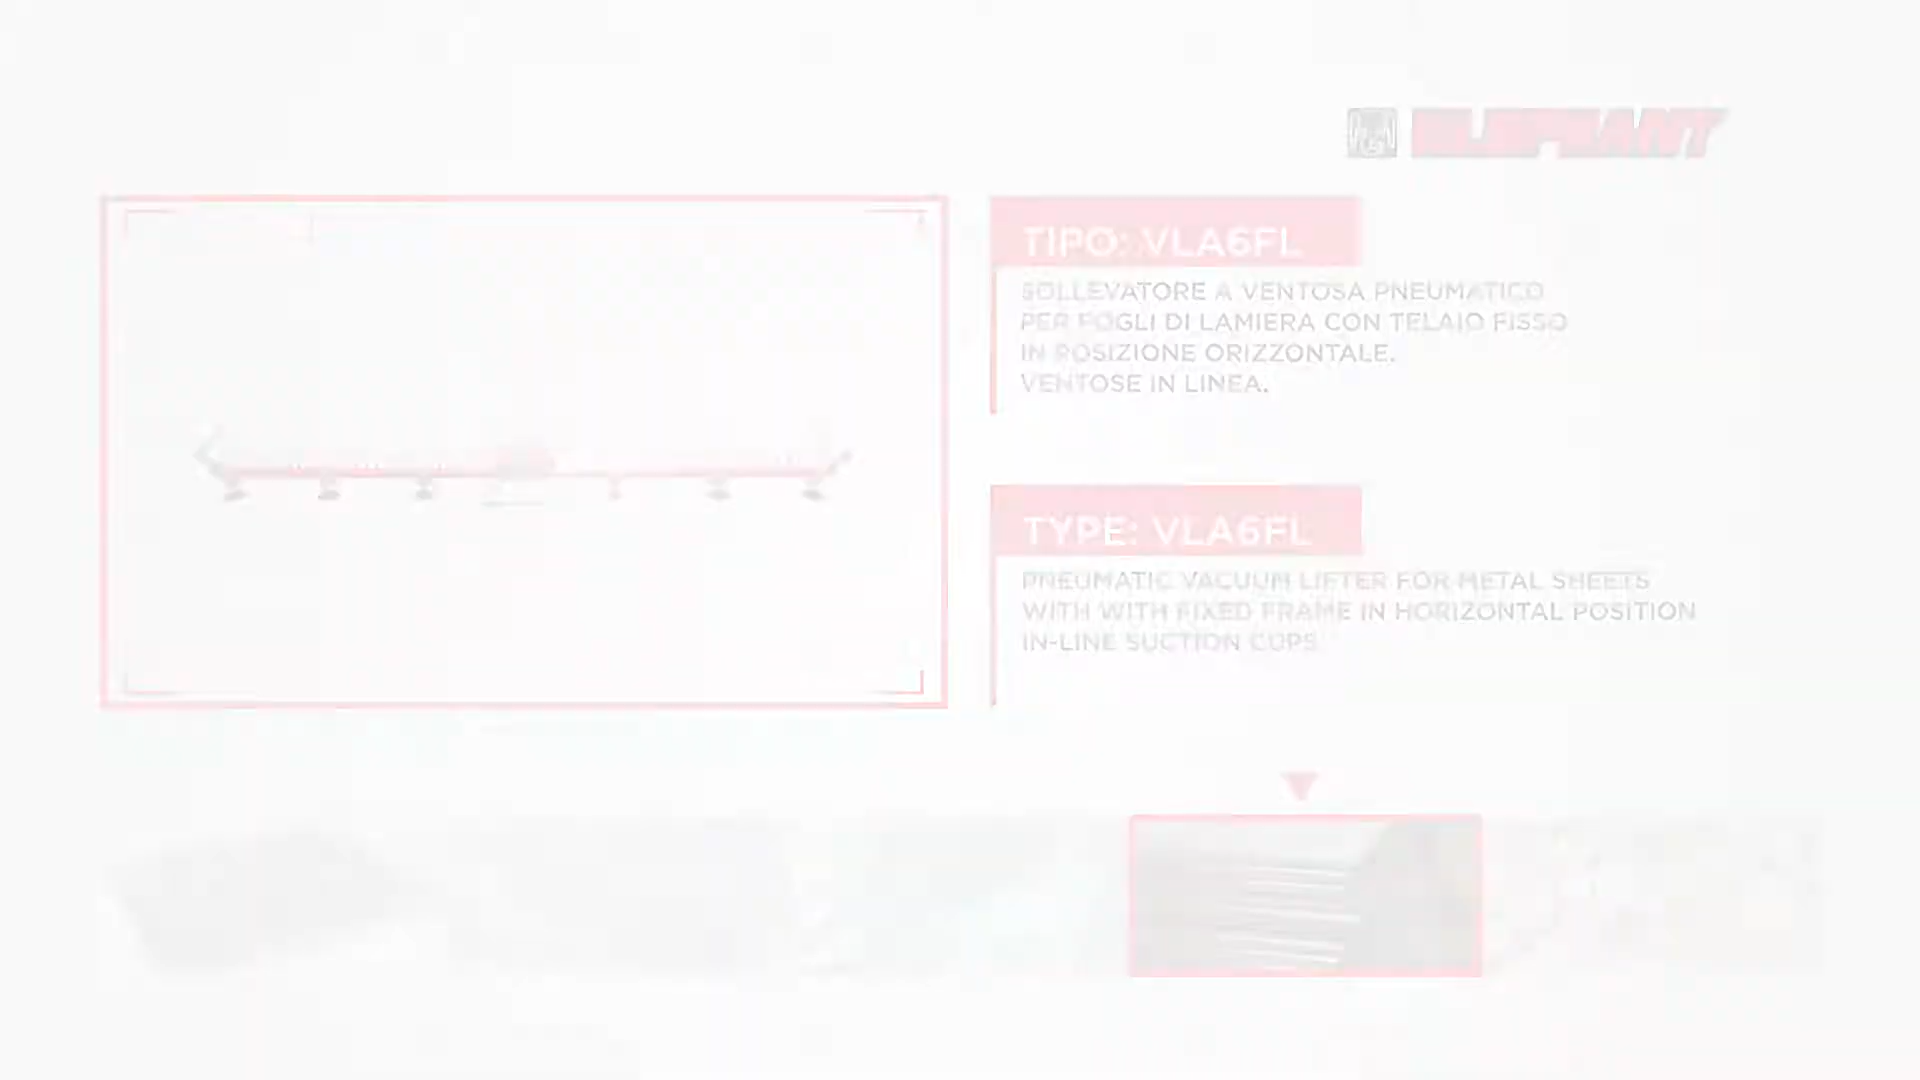 ELEPHANT
TIPO: VLA6FL
SOLLEVATORE A VENTOSA PNEUMATICO
PER FOGLI DI LAMIERA CON TELAIO FISSO
IN POSIZIONE ORIZZONTALE.
VENTOSE IN LINEA.
TYPE: VLA6FL
PNEUMATIC VACUUM LIFTER FOR METAL SHEETS
WITH WITH FIXED FRAME IN HORIZONTAL POSITION
IN-LINE SUCTION CUPS